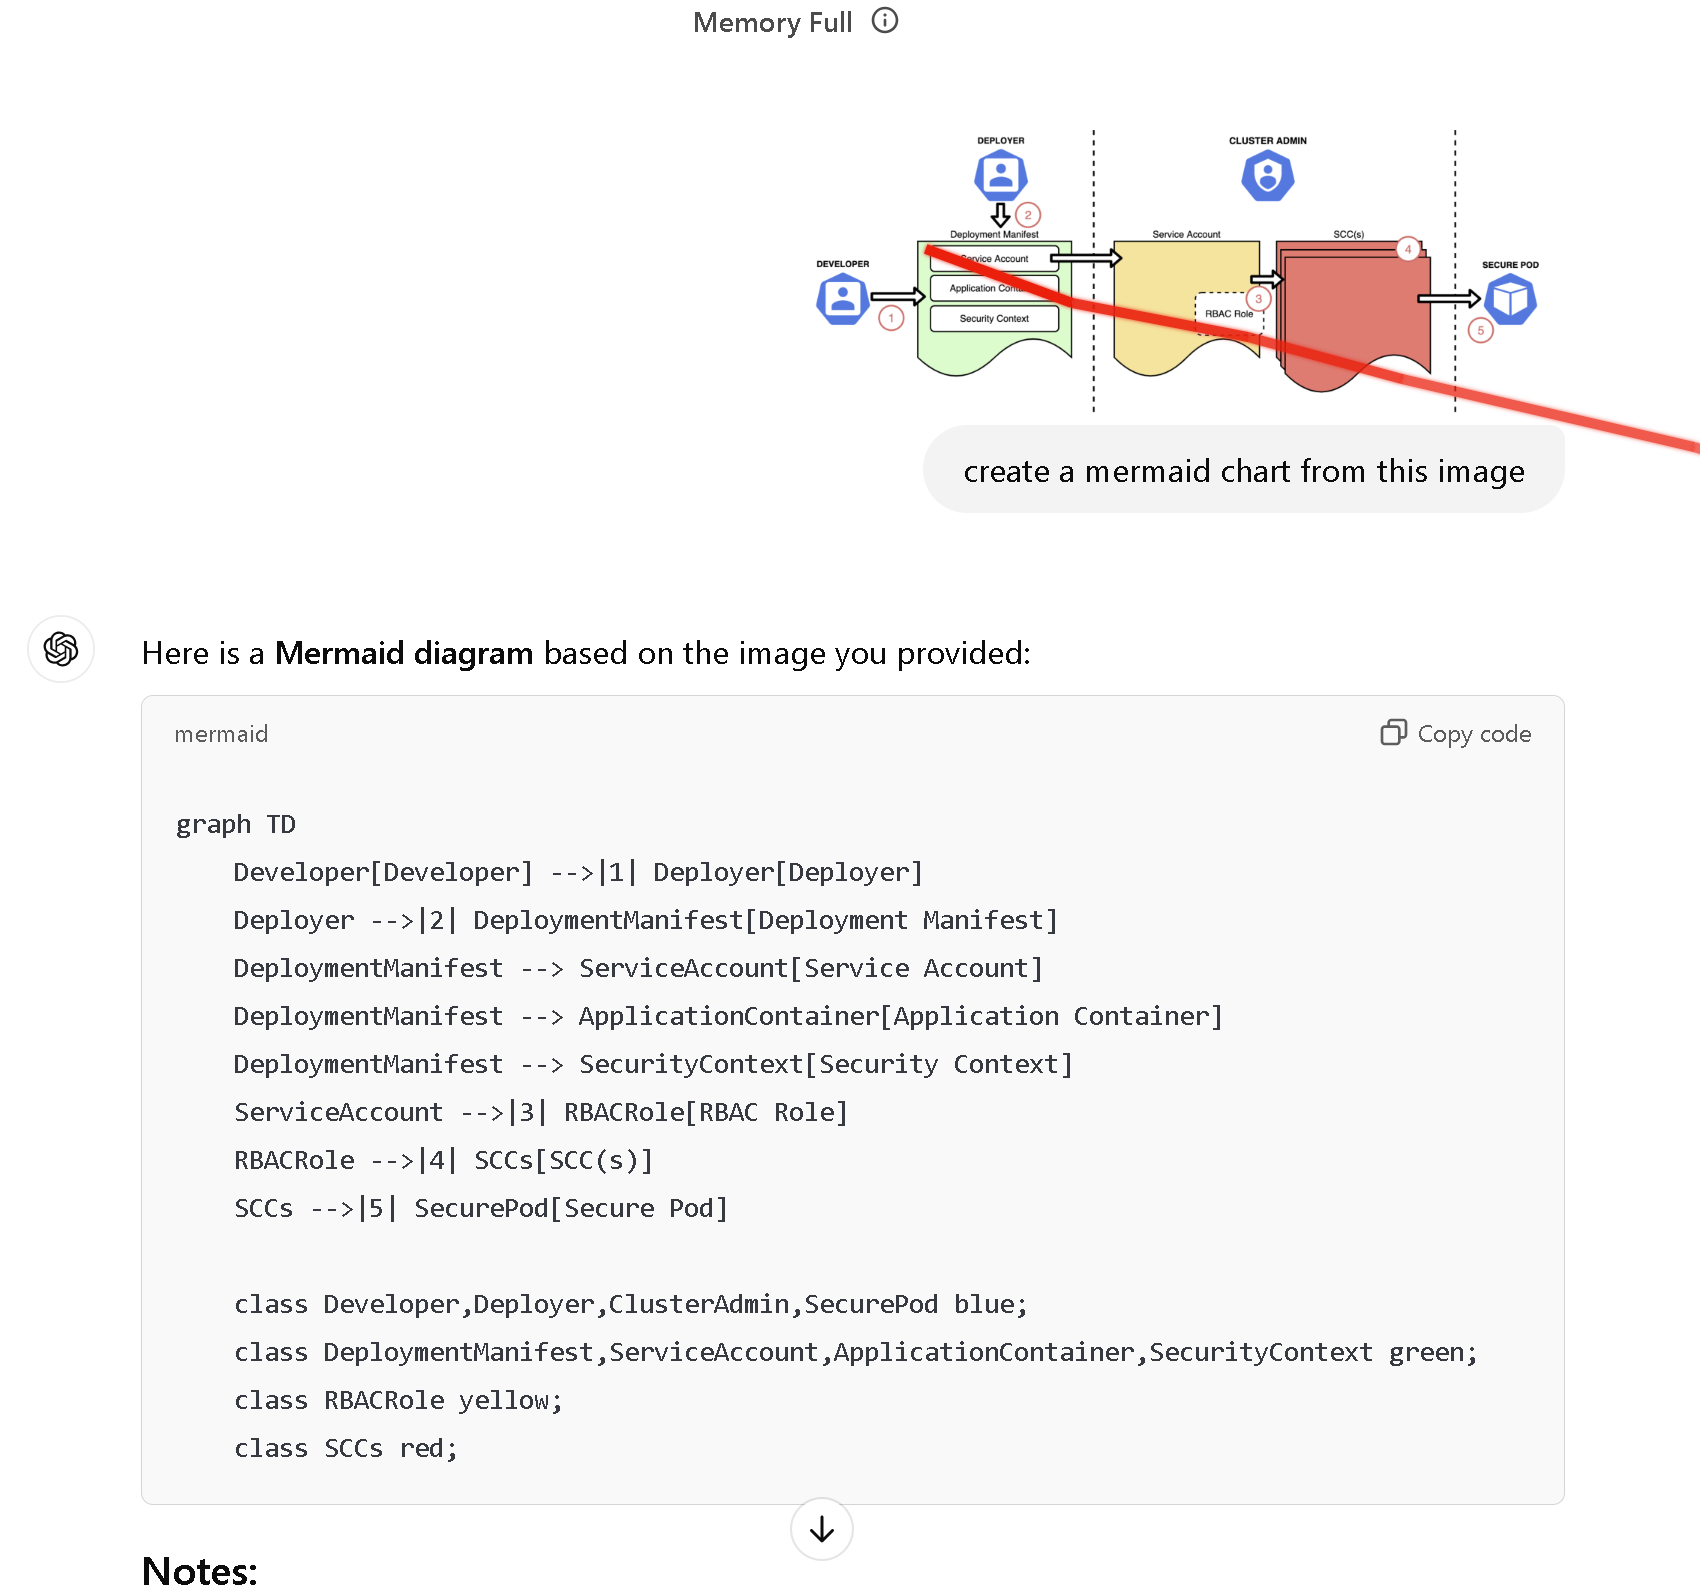 Memory Full
DEPLOYER
CLUSTER ADMIN
2
Deployment Manifest
Service Account
SCC(s)
4
DEVELOPER
Service Account
SECURE POD
Application
3
RBAC Role
1
Security Context
5
create a mermaid chart from this image
Here is a Mermaid diagram based on the image you provided:
mermaid
Copy code
graph TD
Developer[Developer] -->|1| Deployer[Deployer]
Deployer -->|2| DeploymentManifest[Deployment Manifest]
DeploymentManifest --> ServiceAccount[Service Account]
DeploymentManifest --> ApplicationContainer[Application Container]
DeploymentManifest --> SecurityContext[Security Context]
ServiceAccount -->|3| RBACRole[RBAC Role]
RBACRole -->|4| SCCs[SCC(s)]
SCCs -->|5| SecurePod[Secure Pod]
class Developer,Deployer,ClusterAdmin,SecurePod blue;
class DeploymentManifest,ServiceAccount,ApplicationContainer,SecurityContext green;
class RBACRole yellow;
class SCCs red;
Notes: